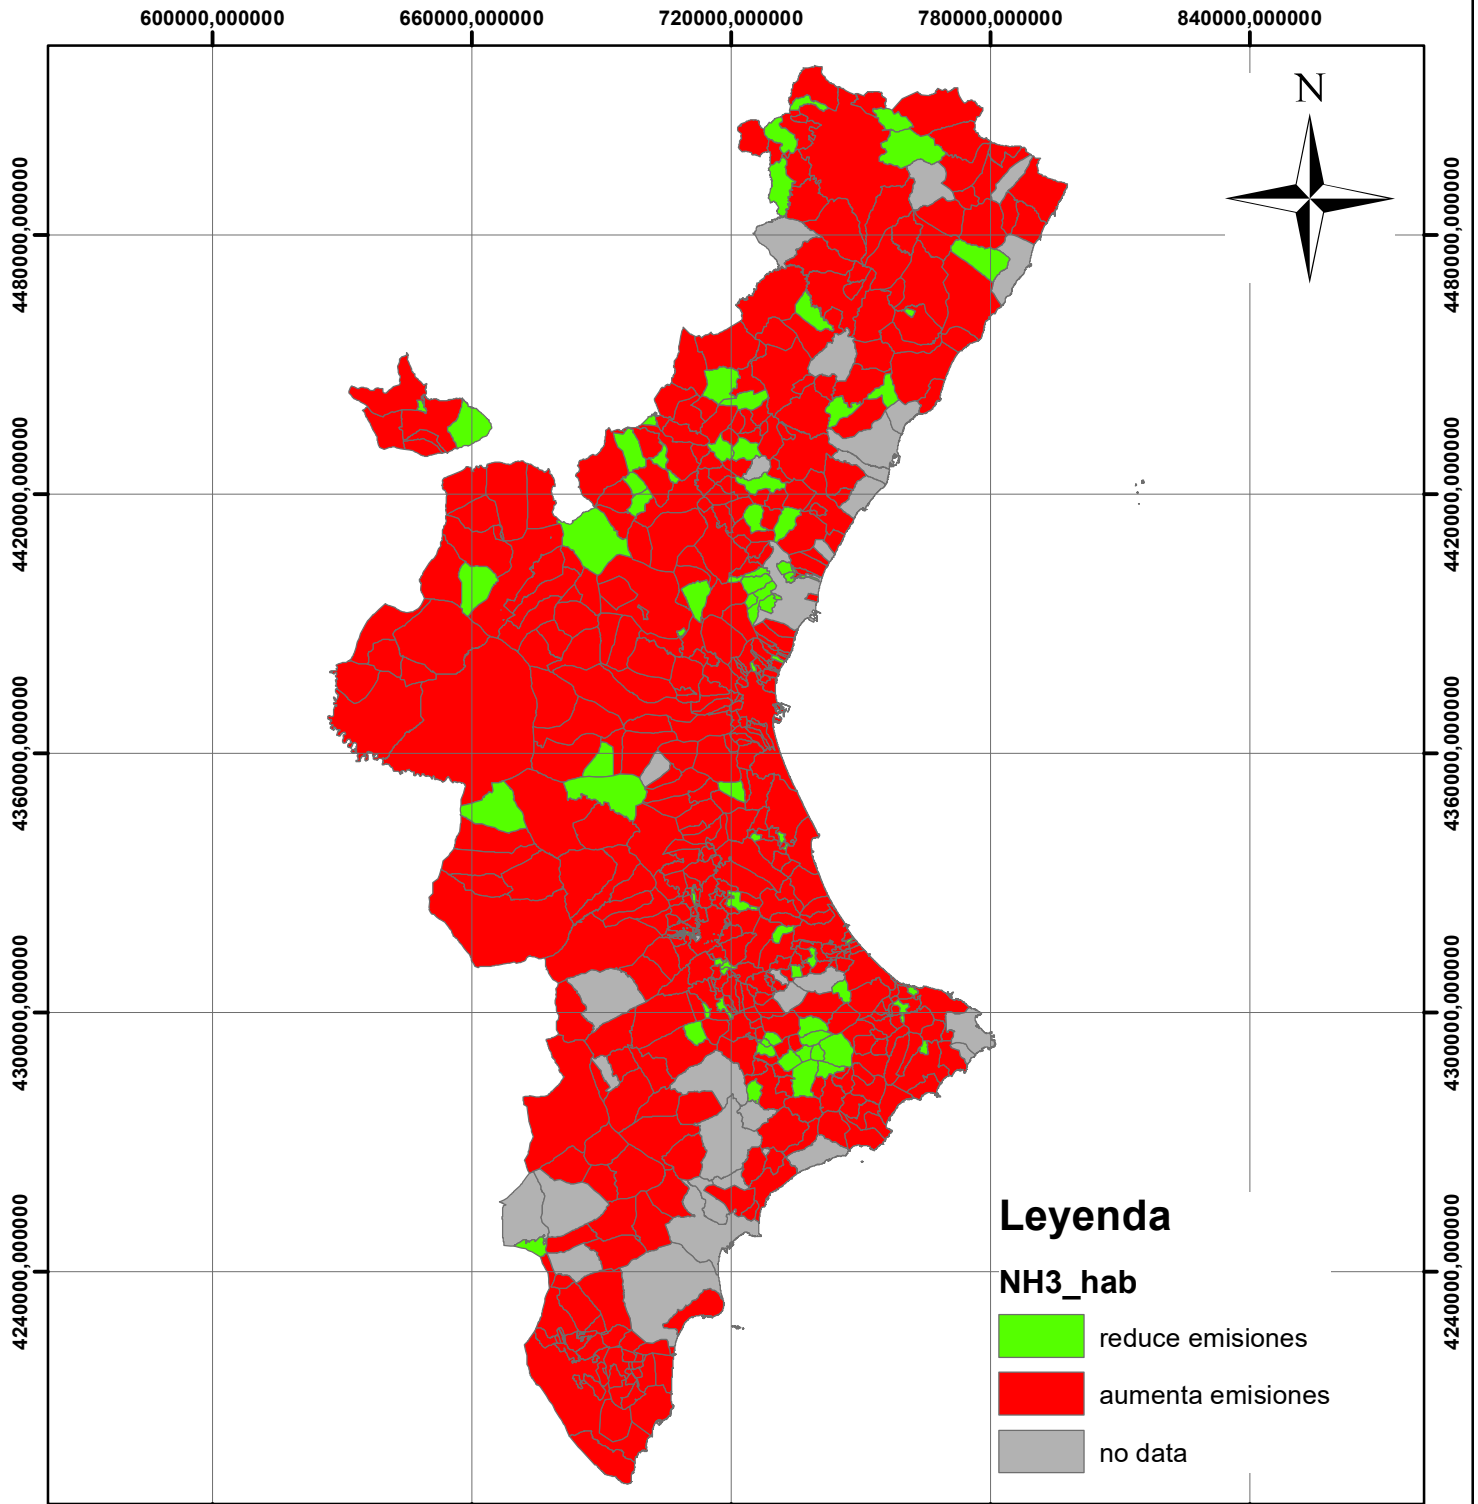 600000,000000 660000,000000 720000,000000 780000,000000 840000,000000
N
4480000,000000 4480000,000000
4420000,000000 4420000,000000
4360000,000000 4360000,000000
4300000,000000 4300000,000000
4240000,000000 4240000,000000
Leyenda
NH3_hab
reduce emisiones
aumenta emisiones
no data